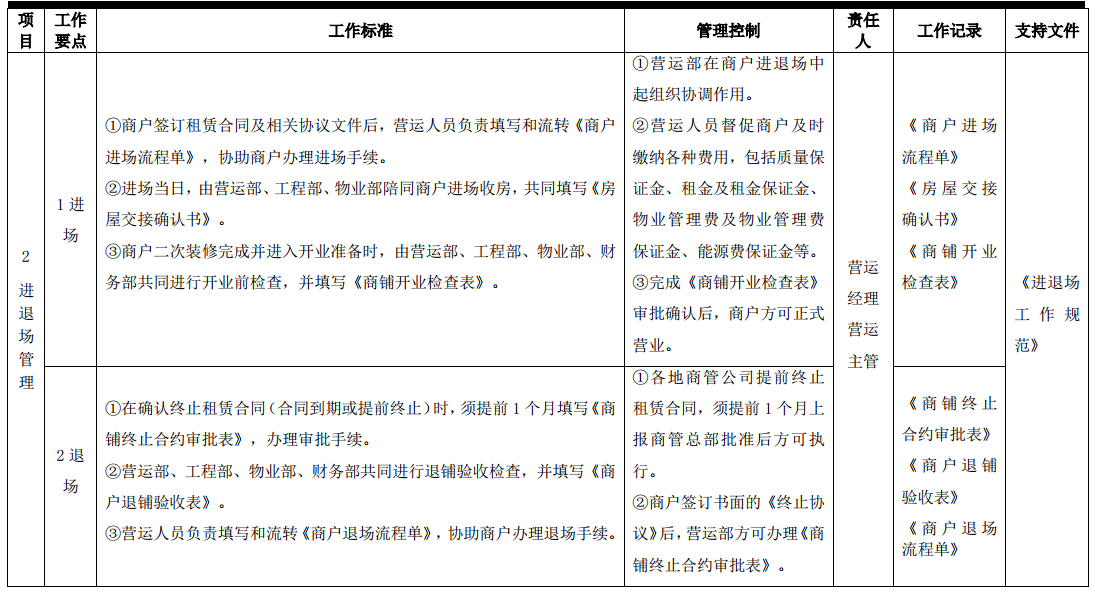 项目
工作要点
工作标准
管理控制
责任人
工作记录
支持文件
2 进退场管理
1 进场
①商户签订租赁合同及相关协议文件后，营运人员负责填写和流转《商户
进场流程单》，协助商户办理进场手续。
②进场当日，由营运部、工程部、物业部陪同商户进场收房，共同填写《房
屋交接确认书》。
③商户二次装修完成并进入开业准备时，由营运部、工程部、物业部、财
务部共同进行开业前检查，并填写《商铺开业检查表》。
①营运部在商户进退场中
起组织协调作用。
②营运人员督促商户及时
缴纳各种费用，包括质量保
证金、租金及租金保证金、
物业管理费及物业管理费
保证金、能源费保证金等。
③完成《商铺开业检查表》
审批确认后，商户方可正式
营业。
营运
经理
营运
主管
《商户进场
流程单》
《房屋交接
确认书》
《商铺开业
检查表》
《进退场
工作规
范》
2 退场
①在确认终止租赁合同（合同到期或提前终止）时，须提前 1 个月填写《商
铺终止合约审批表》，办理审批手续。
②营运部、工程部、物业部、财务部共同进行退铺验收检查，并填写《商
户退铺验收表》。
③营运人员负责填写和流转《商户退场流程单》，协助商户办理退场手续。
①各地商管公司提前终止
租赁合同，须提前 1 个月上
报商管总部批准后方可执
行。
②商户签订书面的《终止协
议》后，营运部方可办理《商
铺终止合约审批表》。
《商铺终止
合约审批表》
《商户退铺
验收表》
《商户退场
流程单》